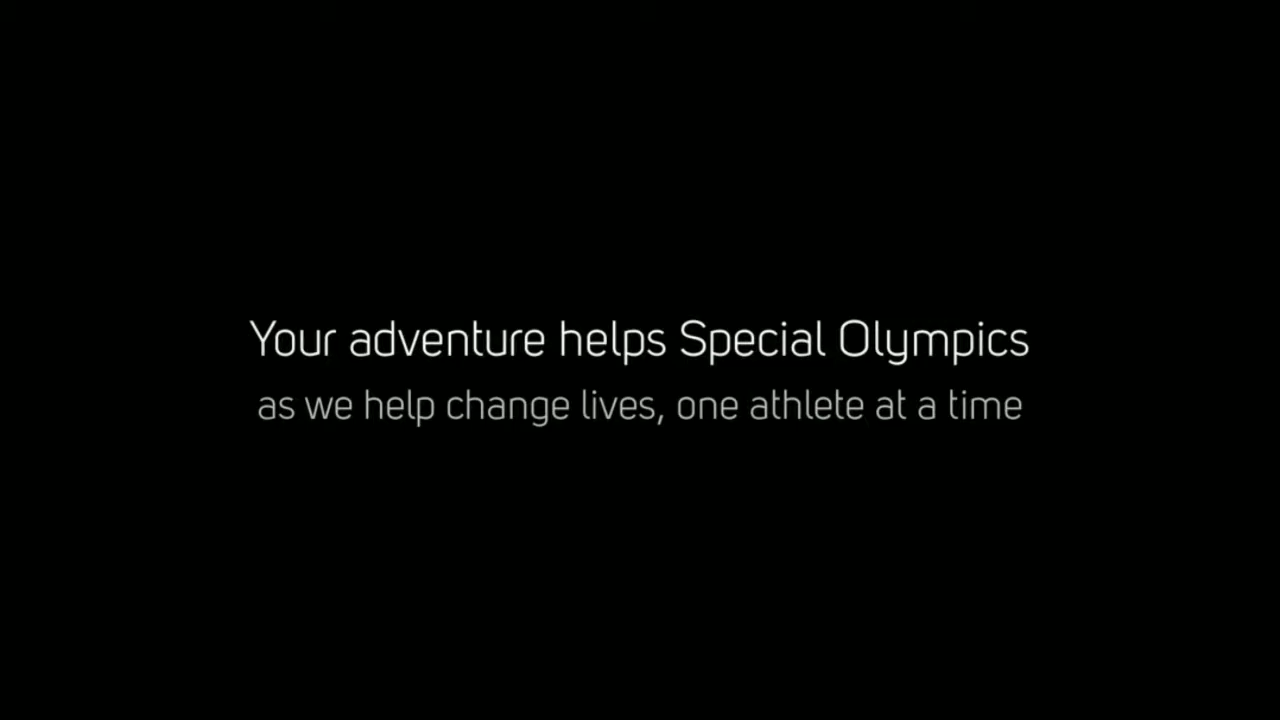 Your adventure helps Special Olympics
as we help change lives, one athlete at a time